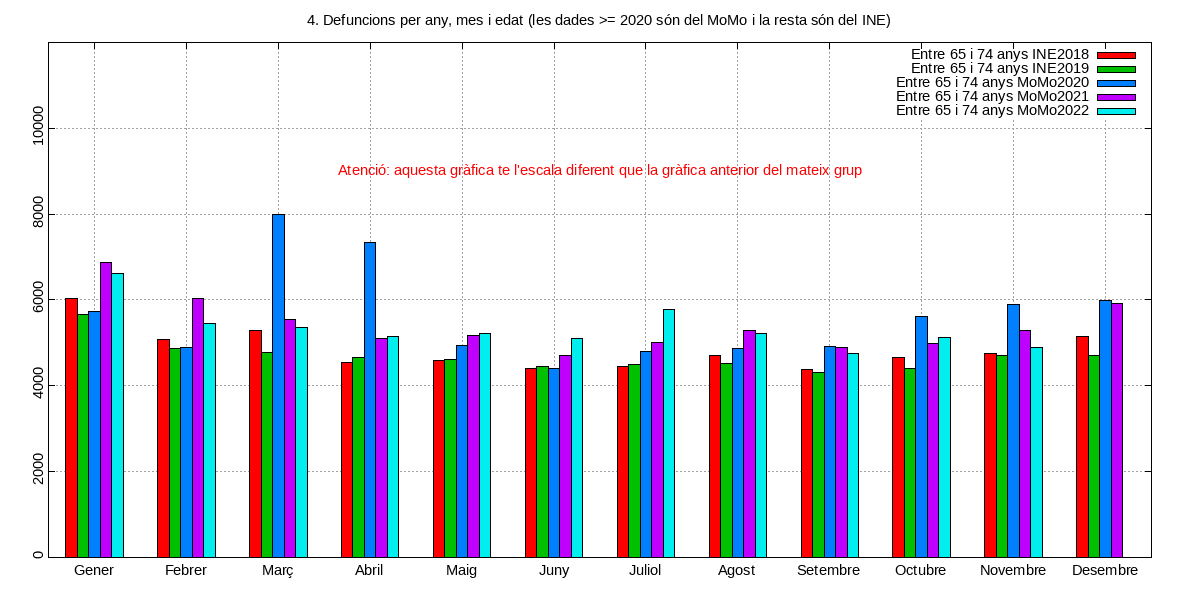 4. Defuncions per any, mes i edat (les dades >= 2020 són del MoMo i la resta són del INE)
Entre 65 i 74 anys INE2018
Entre 65 i 74 anys INE2019
Entre 65 i 74 anys MoMo2020
Entre 65 i 74 anys MoMo2021
Entre 65 i 74 anys MoMo2022
Atenció: aquesta gràfica te l'escala diferent que la gràfica anterior del mateix grup
10000
8000
6000
4000
2000
0
Gener Febrer Març Abril Maig Juny Juliol Agost Setembre Octubre Novembre Desembre